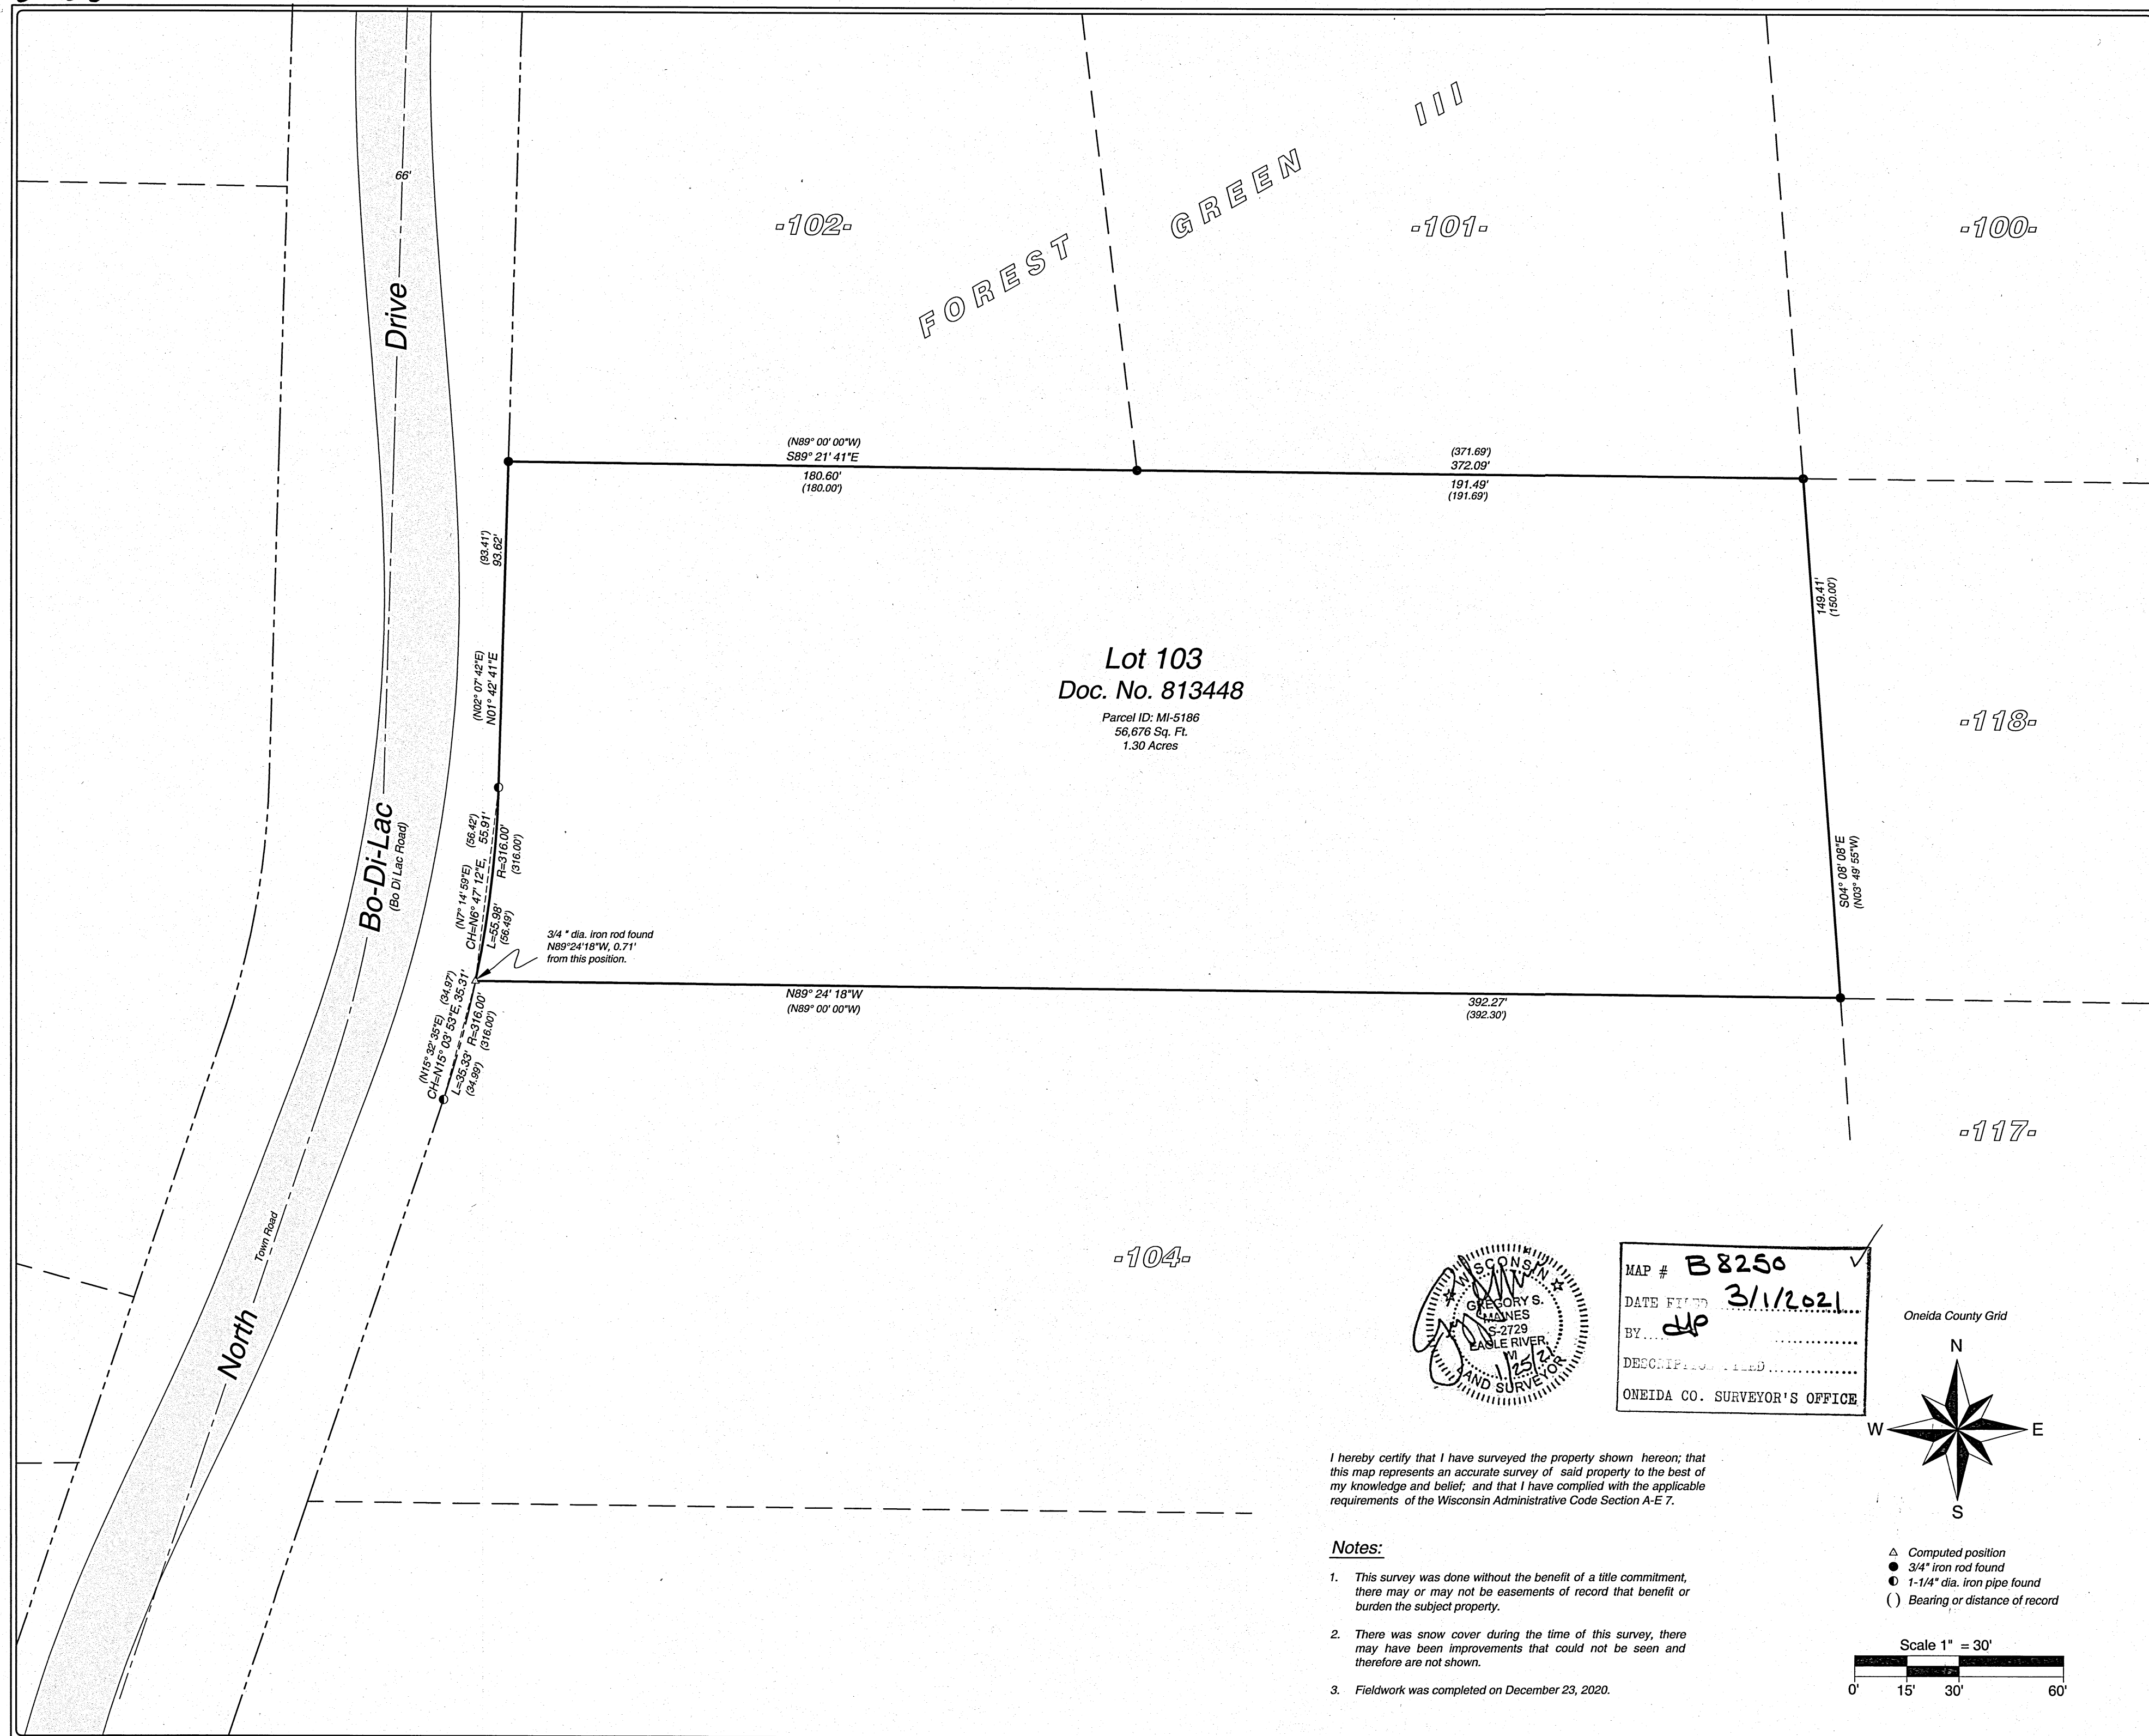 66'
-102-
FOREST GREEN III
-101-
-100-
Drive
(N89° 00' 00"W)
S89° 21' 41"E
180.60'
(180.00')
(371.69')
372.09'
191.49'
(191.69')
(93.41')
93.62'
(N02° 07' 42"E)
N01° 42' 41"E
149.41'
(150.00')
Lot 103
Doc. No. 813448
Parcel ID: MI-5186
56,676 Sq. Ft.
1.30 Acres
-118-
Bo-Di-Lac
(Bo Di Lac Road)
(N7° 14' 59"E) (56.42')
CH=N6° 47' 12"E, 55.91'
L=55.98' R=316.00'
(56.49') (316.00')
S04° 08' 08"E
(N03° 49' 55"W)
3/4 " dia. iron rod found
N89°24'18"W, 0.71'
from this position.
N89° 24' 18"W
(N89° 00' 00"W)
392.27'
(392.30')
(N15° 32' 35"E) (34.97')
CH=N15° 03' 53"E, 35.31'
L=35.33' R=316.00'
(34.99') (316.00')
-117-
Town Road
-104-
North
WISCONSIN
GREGORY S.
MAINES
S-2729
EAGLE RIVER,
WI
1/25/21
LAND SURVEYOR
MAP # B8250
DATE FILED 3/1/2021
BY
ONEIDA CO. SURVEYOR'S OFFICE
Oneida County Grid
N
W E
S
I hereby certify that I have surveyed the property shown hereon; that
this map represents an accurate survey of said property to the best of
my knowledge and belief; and that I have complied with the applicable
requirements of the Wisconsin Administrative Code Section A-E 7.
Notes:
1. This survey was done without the benefit of a title commitment,
there may or may not be easements of record that benefit or
burden the subject property.
2. There was snow cover during the time of this survey, there
may have been improvements that could not be seen and
therefore are not shown.
3. Fieldwork was completed on December 23, 2020.
Computed position
3/4" iron rod found
1-1/4" dia. iron pipe found
( ) Bearing or distance of record
Scale 1" = 30'
0' 15' 30' 60'